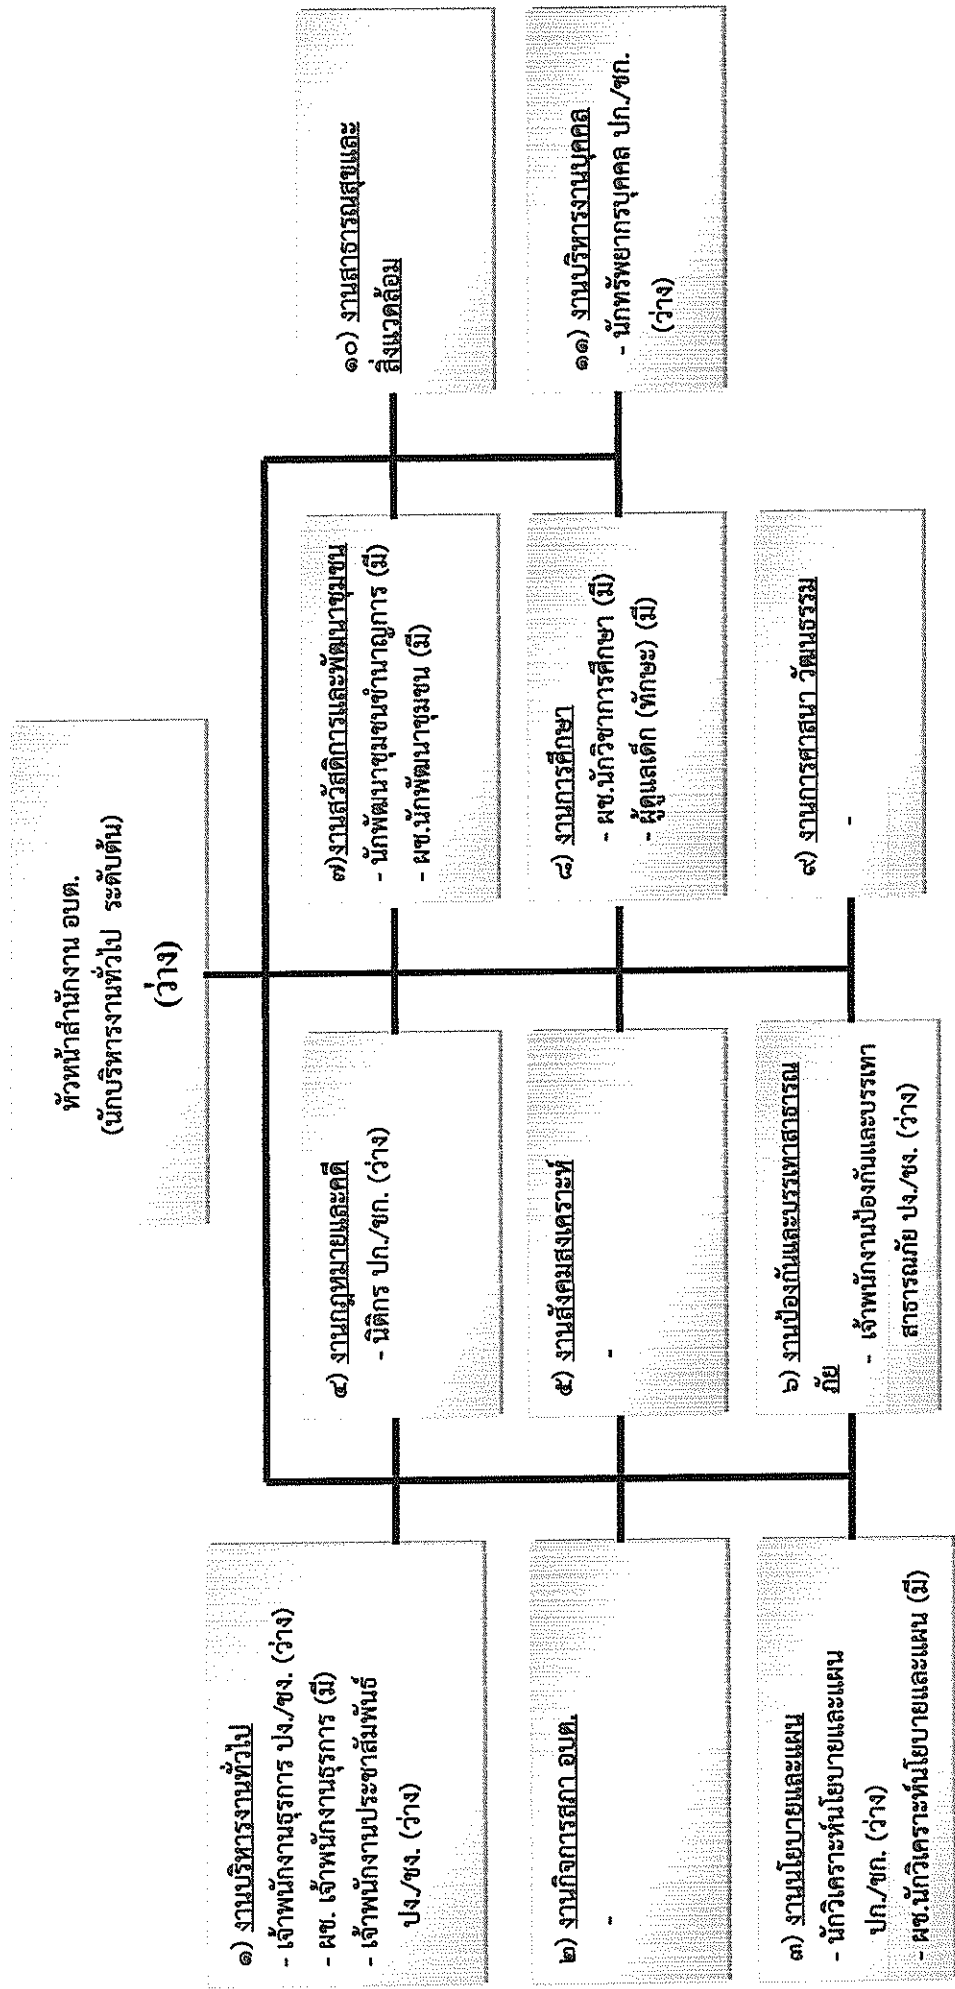 หัวหน้าสำนักงาน อบต.
(นักบริหารงานทั่วไป ระดับต้น)
(ว่าง)
๑) งานบริหารงานทั่วไป
- เจ้าพนักงานธุรการ ปง./ชง. (ว่าง)
- ผช. เจ้าพนักงานธุรการ (มี)
- เจ้าพนักงานประชาสัมพันธ์
ปง./ชง. (ว่าง)
๒) งานกิจการสภา อบต.
-
๓) งานนโยบายและแผน
- นักวิเคราะห์นโยบายและแผน
ปก./ชก. (ว่าง)
- ผช.นักวิเคราะห์นโยบายและแผน (มี)
๔) งานกฎหมายและคดี
- นิติกร ปก./ชก. (ว่าง)
๕) งานสังคมสงเคราะห์
-
๖) งานป้องกันและบรรเทาสาธารณ
ภัย
- เจ้าพนักงานป้องกันและบรรเทา
สาธารณภัย ปง./ชง. (ว่าง)
๗)งานสวัสดิการและพัฒนาชุมชน
- นักพัฒนาชุมชนชำนาญการ (มี)
- ผช.นักพัฒนาชุมชน (มี)
๘) งานการศึกษา
- ผช.นักวิชาการศึกษา (มี)
- ผู้ดูแลเด็ก (ทักษะ) (มี)
๙) งานการศาสนา วัฒนธรรม
-
๑๐) งานสาธารณสุขและ
สิ่งแวดล้อม
๑๑) งานบริหารงานบุคคล
- นักทรัพยากรบุคคล ปก./ชก.
(ว่าง)